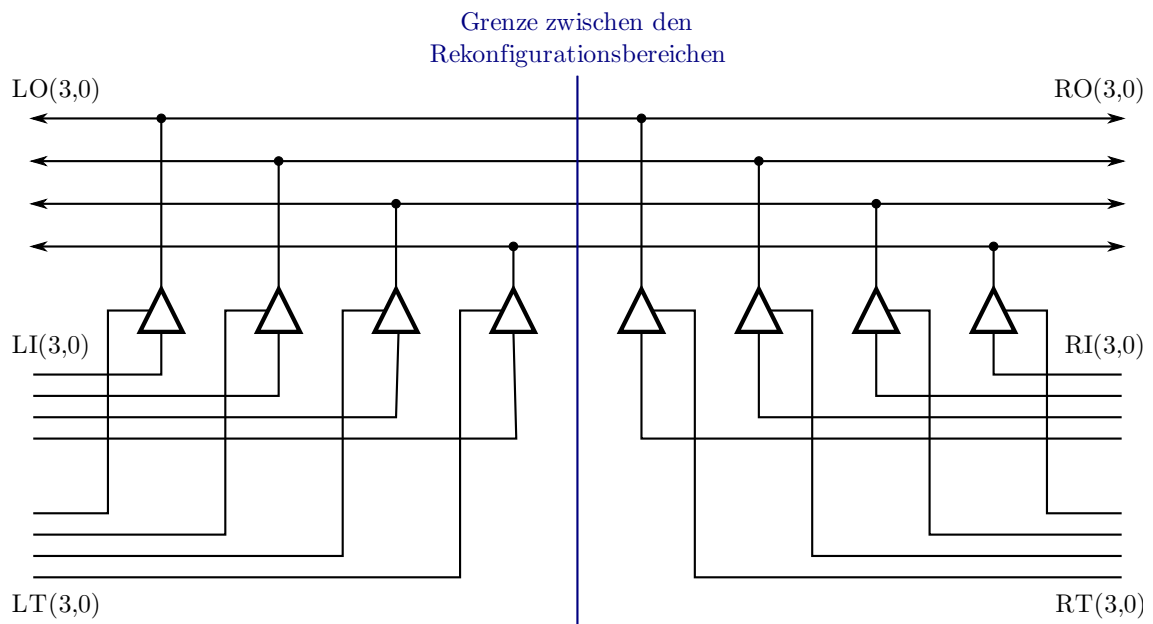 Grenze zwischen den
Rekonfigurationsbereichen
LO(3,0)
RO(3,0)
LI(3,0)
RI(3,0)
LT(3,0)
RT(3,0)